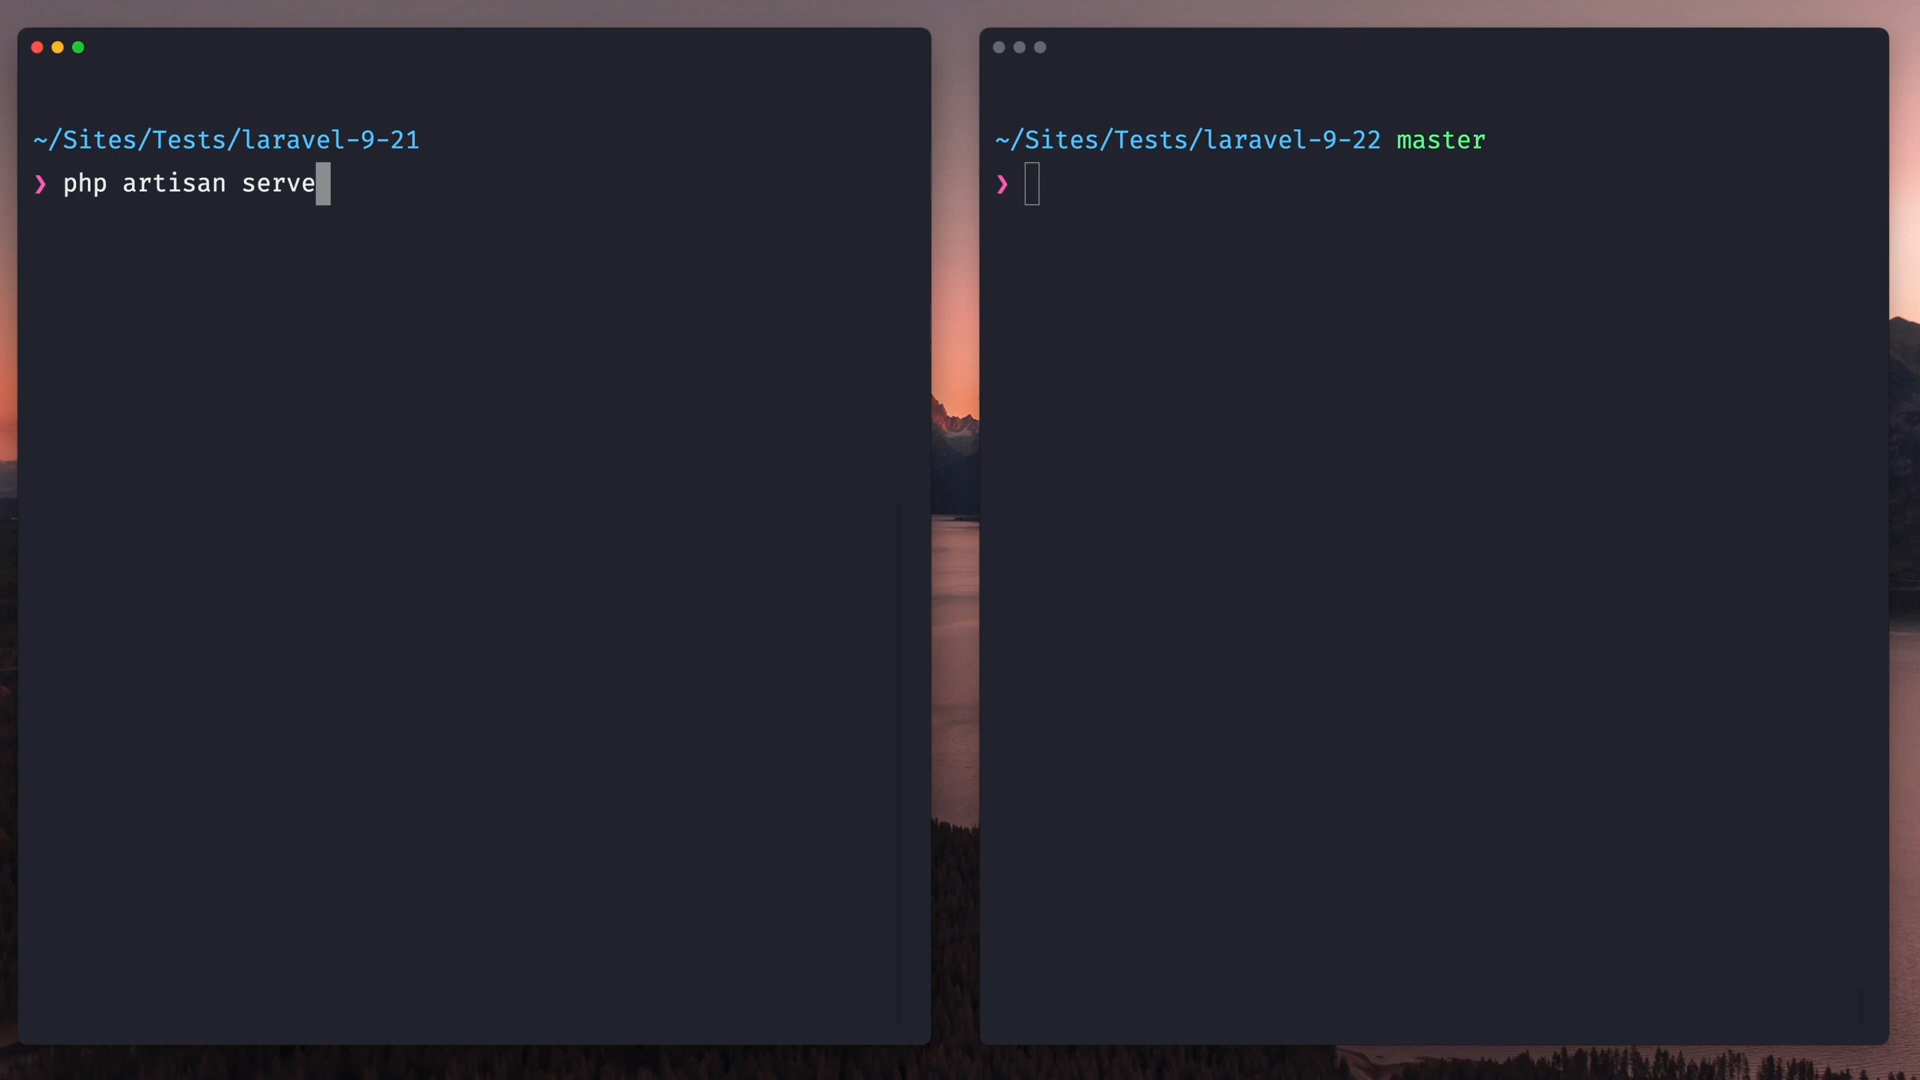 ~/Sites/Tests/laravel-9-21
❯ php artisan serve
~/Sites/Tests/laravel-9-22 master
❯